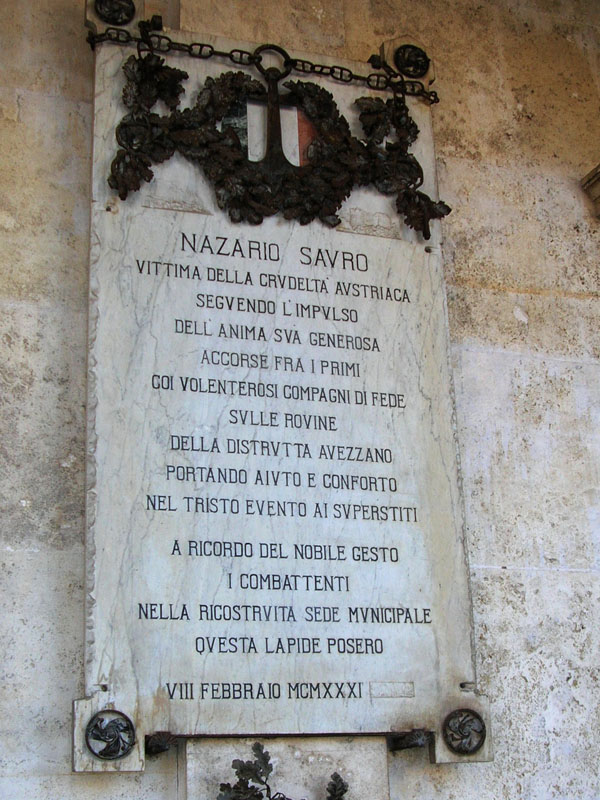 NAZARIO SAVRO
VITTIMA DELLA CRVDELTA' AVSTRIACA
SEGVENDO L'IMPVLSO
DELL'ANIMA SVA GENEROSA
ACCORSE FRA I PRIMI
COI VOLENTEROSI COMPAGNI DI FEDE
SVLLE ROVINE
DELLA DISTRVTTA AVEZZANO
PORTANDO AIVTO E CONFORTO
NEL TRISTO EVENTO AI SVPERSTITI
A RICORDO DEL NOBILE GESTO
I COMBATTENTI
NELLA RICOSTRVITA SEDE MVNICIPALE
QVESTA LAPIDE POSERO
VIII FEBBRAIO MCMXXXI